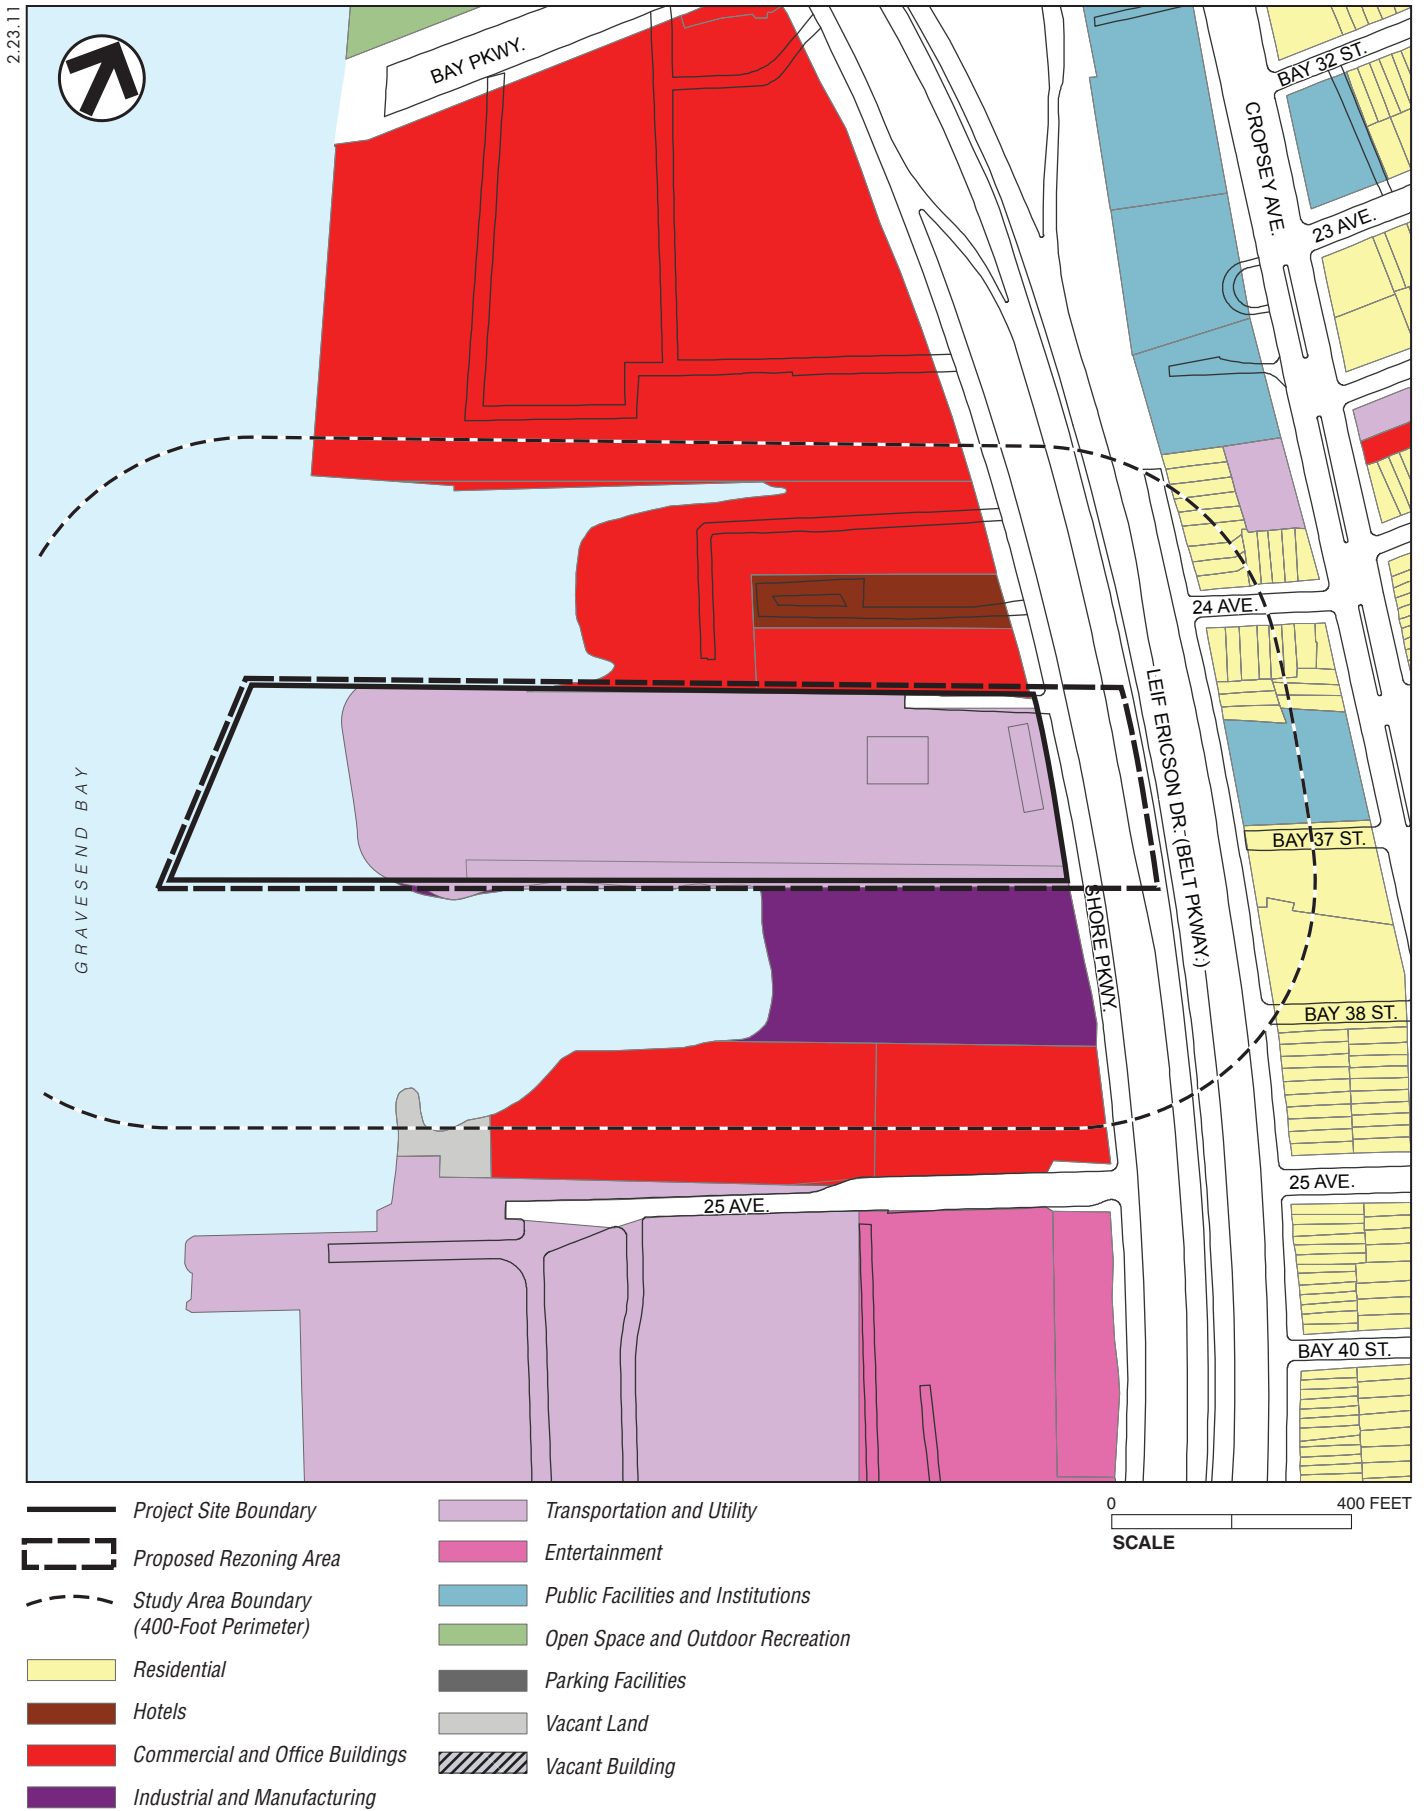 2.23.11
BAY PKWY.
BAY 32 ST.
CROPSEY AVE.
23 AVE.
24 AVE.
LEIF ERICSON DR. (BELT PKWAY.)
GRAVESEND BAY
BAY 37 ST.
SHORE PKWY.
BAY 38 ST.
25 AVE.
25 AVE.
BAY 40 ST.
Project Site Boundary
Proposed Rezoning Area
Study Area Boundary
(400-Foot Perimeter)
Residential
Hotels
Commercial and Office Buildings
Industrial and Manufacturing
Transportation and Utility
Entertainment
Public Facilities and Institutions
Open Space and Outdoor Recreation
Parking Facilities
Vacant Land
Vacant Building
0 200 400 FEET
SCALE